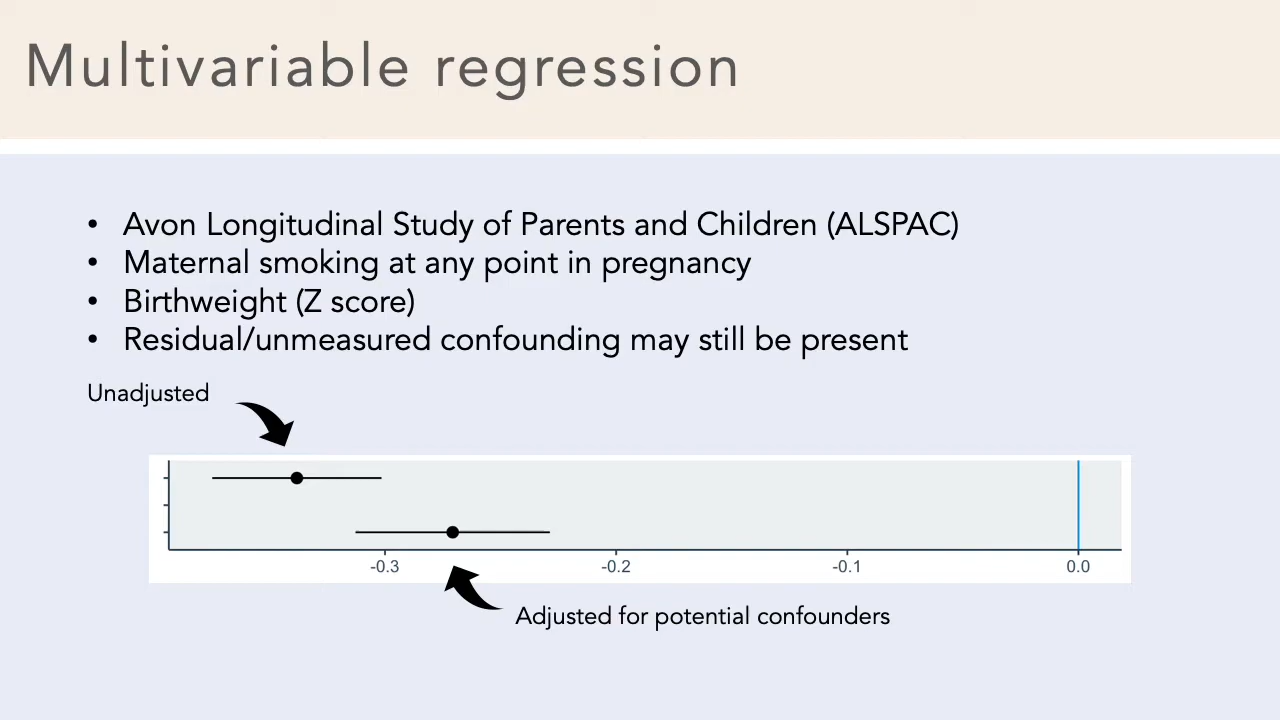 Multivariable regression
• Avon Longitudinal Study of Parents and Children (ALSPAC)
• Maternal smoking at any point in pregnancy
• Birthweight (Z score)
• Residual/unmeasured confounding may still be present
Unadjusted
-0.3 -0.2 -0.1 0.0
Adjusted for potential confounders